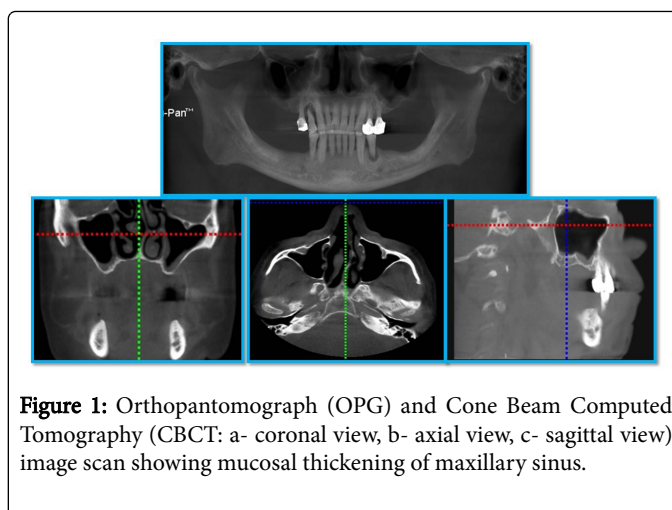 -Pan™
Figure 1: Orthopantomograph (OPG) and Cone Beam Computed
Tomography (CBCT: a- coronal view, b- axial view, c- sagittal view)
image scan showing mucosal thickening of maxillary sinus.